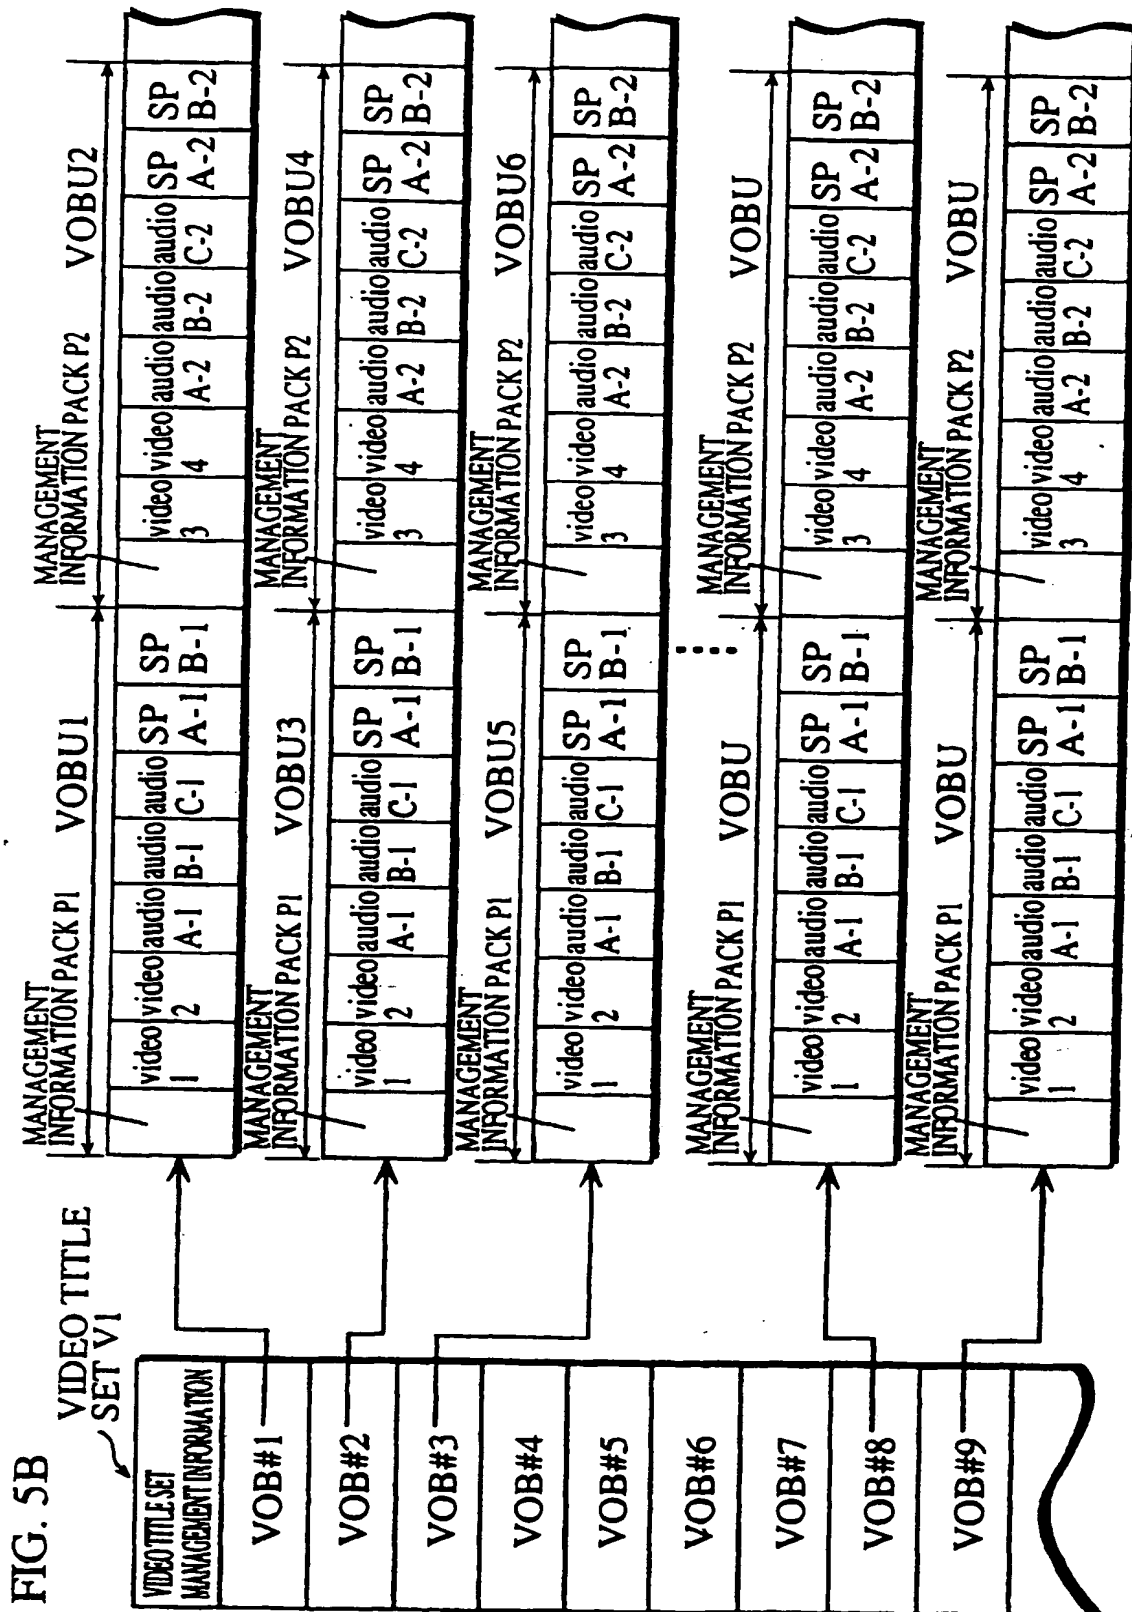 FIG. 5B
VIDEO TITLE
SET V1
VIDEO TITLE SET
MANAGEMENT INFORMATION
VOB#1
VOB#2
VOB#3
VOB#4
VOB#5
VOB#6
VOB#7
VOB#8
VOB#9
MANAGEMENT
INFORMATION PACK P1
VOBU1
MANAGEMENT
INFORMATION PACK P2
VOBU2
video
1
video
2
audio
A-1
audio
B-1
audio
C-1
SP
A-1
SP
B-1
video
3
video
4
audio
A-2
audio
B-2
audio
C-2
SP
A-2
SP
B-2
MANAGEMENT
INFORMATION PACK P1
VOBU3
MANAGEMENT
INFORMATION PACK P2
VOBU4
video
1
video
2
audio
A-1
audio
B-1
audio
C-1
SP
A-1
SP
B-1
video
3
video
4
audio
A-2
audio
B-2
audio
C-2
SP
A-2
SP
B-2
MANAGEMENT
INFORMATION PACK P1
VOBU5
MANAGEMENT
INFORMATION PACK P2
VOBU6
video
1
video
2
audio
A-1
audio
B-1
audio
C-1
SP
A-1
SP
B-1
video
3
video
4
audio
A-2
audio
B-2
audio
C-2
SP
A-2
SP
B-2
MANAGEMENT
INFORMATION PACK P1
VOBU
MANAGEMENT
INFORMATION PACK P2
VOBU
video
1
video
2
audio
A-1
audio
B-1
audio
C-1
SP
A-1
SP
B-1
video
3
video
4
audio
A-2
audio
B-2
audio
C-2
SP
A-2
SP
B-2
MANAGEMENT
INFORMATION PACK P1
VOBU
MANAGEMENT
INFORMATION PACK P2
VOBU
video
1
video
2
audio
A-1
audio
B-1
audio
C-1
SP
A-1
SP
B-1
video
3
video
4
audio
A-2
audio
B-2
audio
C-2
SP
A-2
SP
B-2